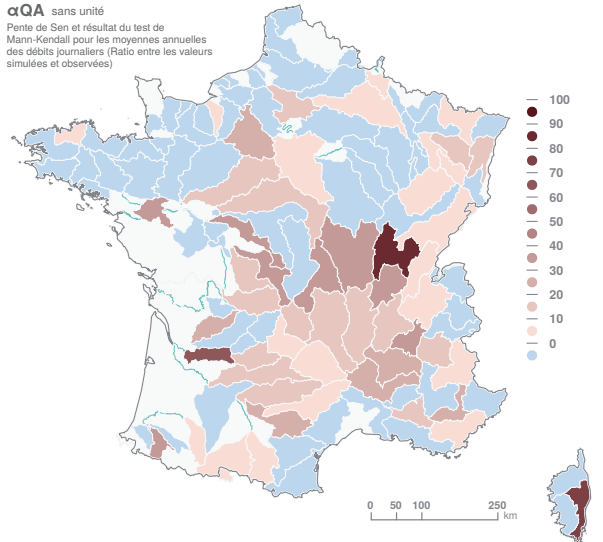 αQA sans unité
Pente de Sen et résultat du test de
Mann-Kendall pour les moyennes annuelles
des débits journaliers (Ratio entre les valeurs
simulées et observées)
100
90
80
70
60
50
40
30
20
10
0
0 50 100 250
km